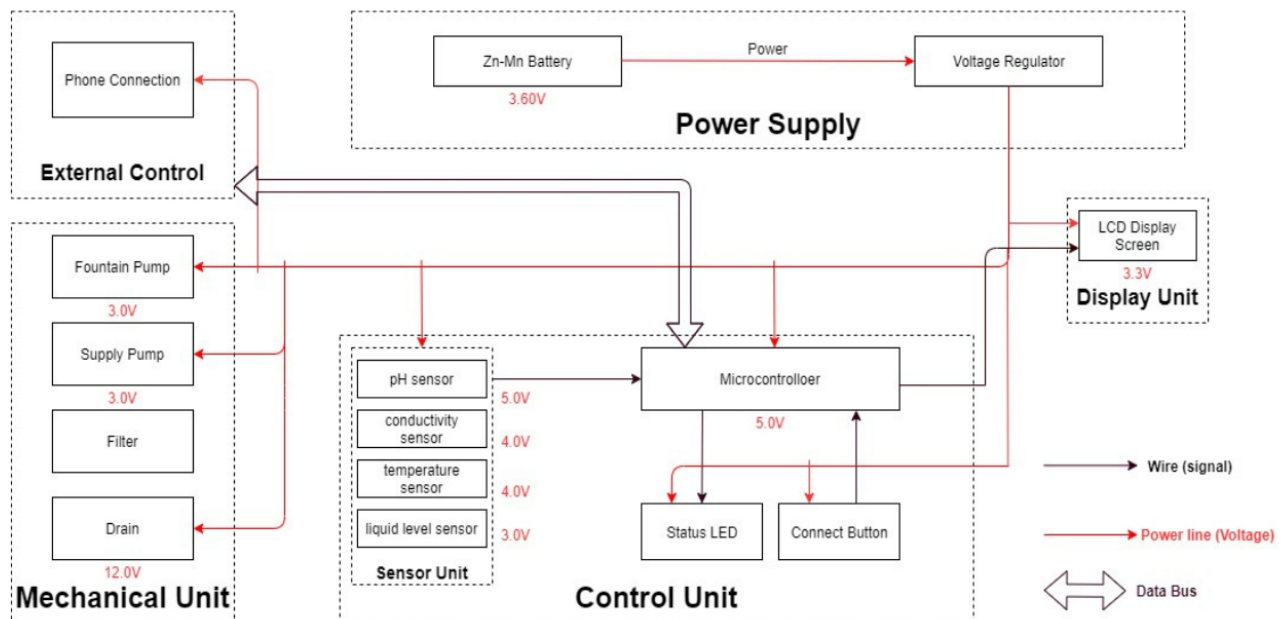 Phone Connection
External Control
Zn-Mn Battery
3.60V
Power
Voltage Regulator
Power Supply
Fountain Pump
3.0V
Supply Pump
3.0V
Filter
Drain
12.0V
Mechanical Unit
LCD Display
Screen
3.3V
Display Unit
pH sensor
5.0V
conductivity
sensor
4.0V
temperature
sensor
4.0V
liquid level sensor
3.0V
Sensor Unit
Microcontrolloer
5.0V
Status LED
Connect Button
Control Unit
Wire (signal)
Power line (Voltage)
Data Bus